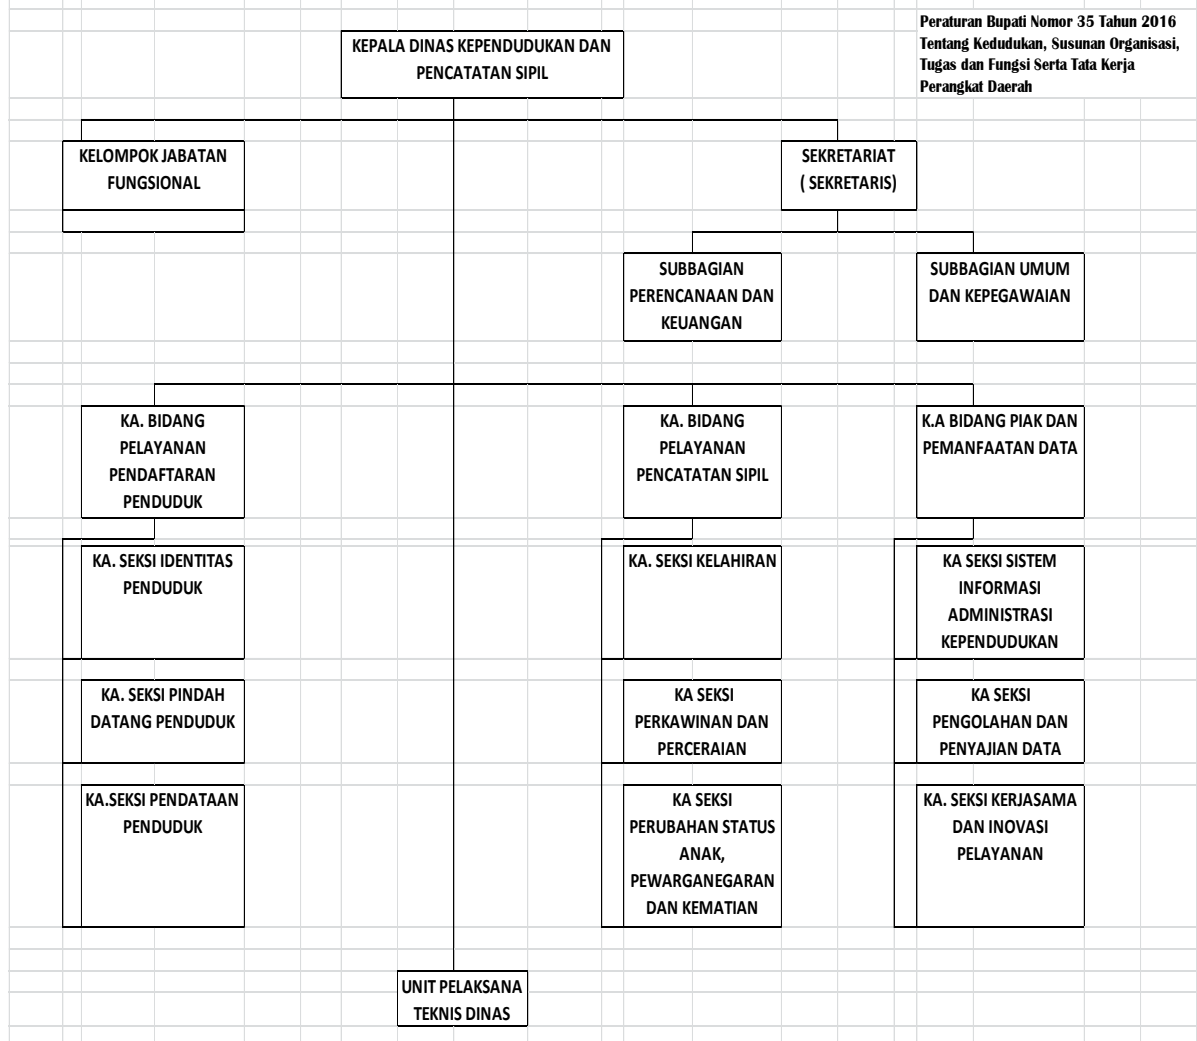 Peraturan Bupati Nomor 35 Tahun 2016
Tentang Kedudukan, Susunan Organisasi,
Tugas dan Fungsi Serta Tata Kerja
Perangkat Daerah
KEPALA DINAS KEPENDUDUKAN DAN
PENCATATAN SIPIL
KELOMPOK JABATAN
FUNGSIONAL
SEKRETARIAT
( SEKRETARIS)
SUBBAGIAN
PERENCANAAN DAN
KEUANGAN
SUBBAGIAN UMUM
DAN KEPEGAWAIAN
KA. BIDANG
PELAYANAN
PENDAFTARAN
PENDUDUK
KA. BIDANG
PELAYANAN
PENCATATAN SIPIL
K.A BIDANG PIAK DAN
PEMANFAATAN DATA
KA. SEKSI IDENTITAS
PENDUDUK
KA. SEKSI KELAHIRAN
KA SEKSI SISTEM
INFORMASI
ADMINISTRASI
KEPENDUDUKAN
KA. SEKSI PINDAH
DATANG PENDUDUK
KA SEKSI
PERKAWINAN DAN
PERCERAIAN
KA SEKSI
PENGOLAHAN DAN
PENYAJIAN DATA
KA.SEKSI PENDATAAN
PENDUDUK
KA SEKSI
PERUBAHAN STATUS
ANAK,
PEWARGANEGARAN
DAN KEMATIAN
KA. SEKSI KERJASAMA
DAN INOVASI
PELAYANAN
UNIT PELAKSANA
TEKNIS DINAS